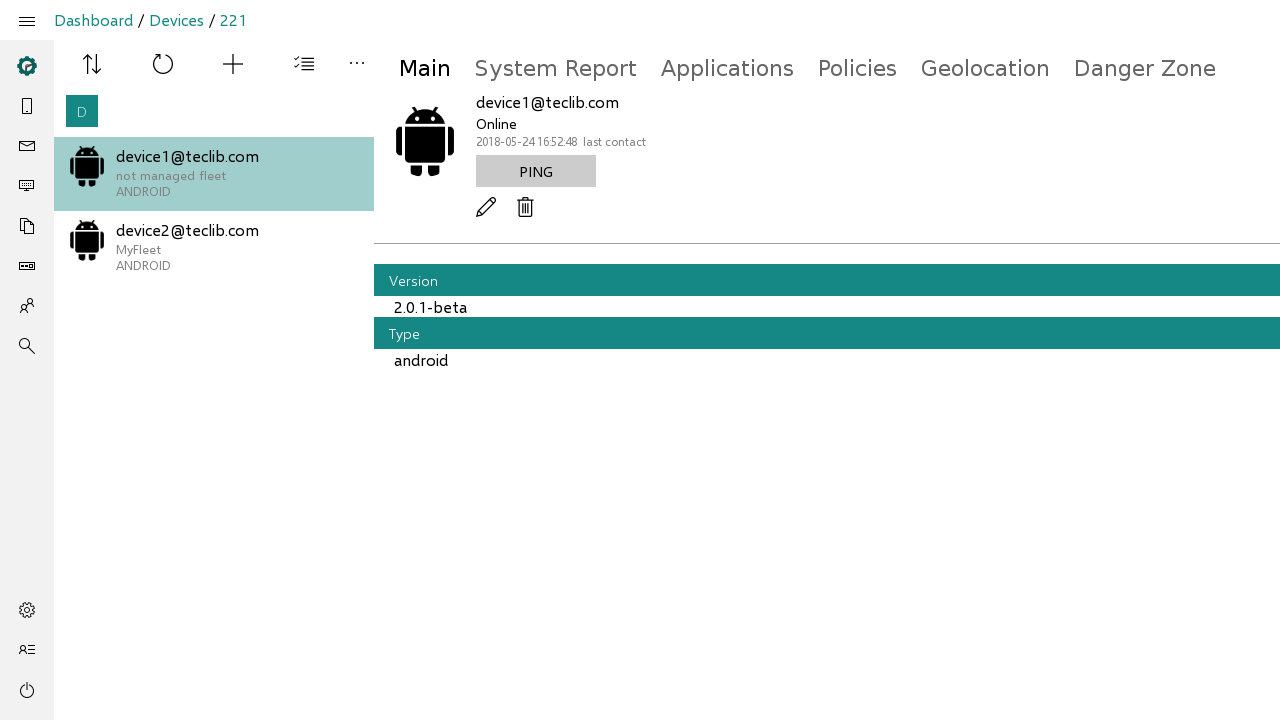 Dashboard / Devices / 221
D
device1@teclib.com
not managed fleet
ANDROID
device2@teclib.com
MyFleet
ANDROID
Main System Report Applications Policies Geolocation Danger Zone
device1@teclib.com
Online
2018-05-24 16:52:48 last contact
PING
Version
2.0.1-beta
Type
android